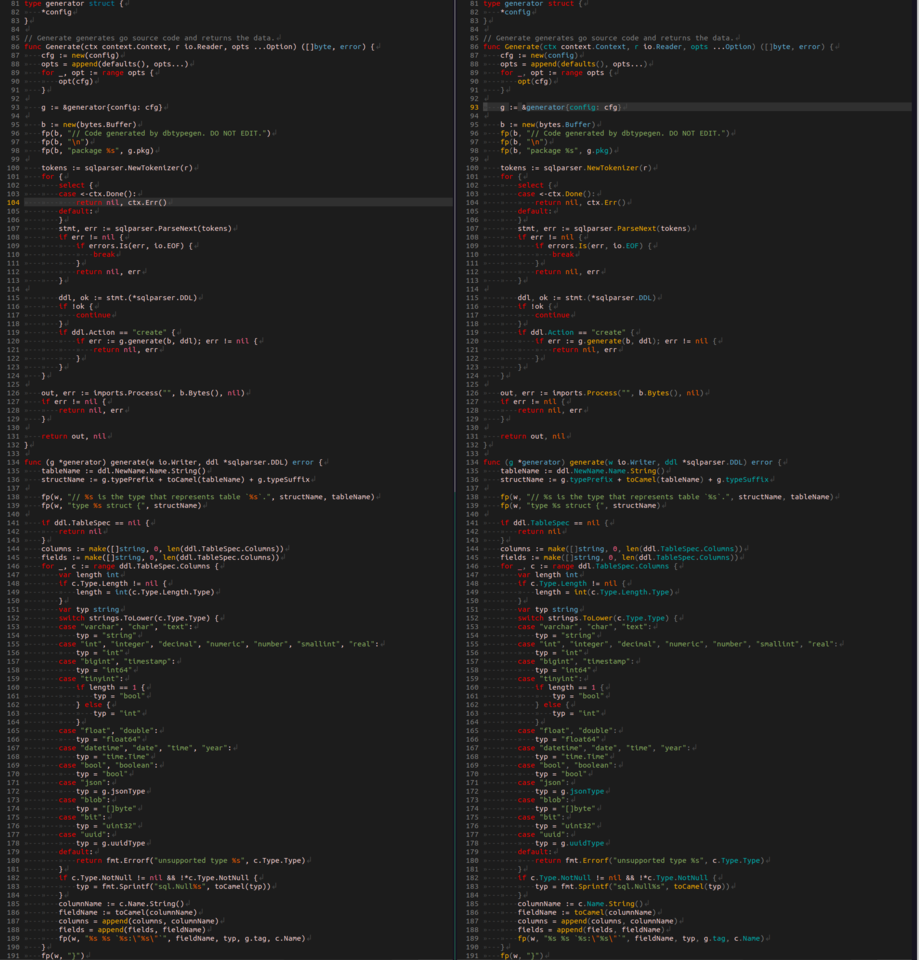 81 type generator struct {
82 *config
83 }
84
85 // Generate generates go source code and returns the data.
86 func Generate(ctx context.Context, r io.Reader, opts ...Option) ([]byte, error) {
87 cfg := new(config)
88 opts = append(defaults(), opts...)
89 for _, opt := range opts {
90 opt(cfg)
91 }
92
93 g := &generator{config: cfg}
94
95 b := new(bytes.Buffer)
96 fp(b, "// Code generated by dbtypegen. DO NOT EDIT.")
97 fp(b, "\n")
98 fp(b, "package %s", g.pkg)
99
100 tokens := sqlparser.NewTokenizer(r)
101 for {
102 select {
103 case <-ctx.Done():
104 return nil, ctx.Err()
105 default:
106 }
107 stmt, err := sqlparser.ParseNext(tokens)
108 if err != nil {
109 if errors.Is(err, io.EOF) {
110 break
111 }
112 return nil, err
113 }
114
115 ddl, ok := stmt.(*sqlparser.DDL)
116 if !ok {
117 continue
118 }
119 if ddl.Action == "create" {
120 if err := g.generate(b, ddl); err != nil {
121 return nil, err
122 }
123 }
124 }
125
126 out, err := imports.Process("", b.Bytes(), nil)
127 if err != nil {
128 return nil, err
129 }
130
131 return out, nil
132 }
133
134 func (g *generator) generate(w io.Writer, ddl *sqlparser.DDL) error {
135 tableName := ddl.NewName.Name.String()
136 structName := g.typePrefix + toCamel(tableName) + g.typeSuffix
137
138 fp(w, "// %s is the type that represents table `%s`.", structName, tableName)
139 fp(w, "type %s struct {", structName)
140
141 if ddl.TableSpec == nil {
142 return nil
143 }
144 columns := make([]string, 0, len(ddl.TableSpec.Columns))
145 fields := make([]string, 0, len(ddl.TableSpec.Columns))
146 for _, c := range ddl.TableSpec.Columns {
147 var length int
148 if c.Type.Length != nil {
149 length = int(c.Type.Length.Type)
150 }
151 var typ string
152 switch strings.ToLower(c.Type.Type) {
153 case "varchar", "char", "text":
154 typ = "string"
155 case "int", "integer", "decimal", "numeric", "number", "smallint", "real":
156 typ = "int"
157 case "bigint", "timestamp":
158 typ = "int64"
159 case "tinyint":
160 if length == 1 {
161 typ = "bool"
162 } else {
163 typ = "int"
164 }
165 case "float", "double":
166 typ = "float64"
167 case "datetime", "date", "time", "year":
168 typ = "time.Time"
169 case "bool", "boolean":
170 typ = "bool"
171 case "json":
172 typ = g.jsonType
173 case "blob":
174 typ = "[]byte"
175 case "bit":
176 typ = "uint32"
177 case "uuid":
178 typ = g.uuidType
179 default:
180 return fmt.Errorf("unsupported type %s", c.Type.Type)
181 }
182 if c.Type.NotNull != nil && !*c.Type.NotNull {
183 typ = fmt.Sprintf("sql.Null%s", toCamel(typ))
184 }
185 columnName := c.Name.String()
186 fieldName := toCamel(columnName)
187 columns = append(columns, columnName)
188 fields = append(fields, fieldName)
189 fp(w, "%s %s `%s:\"%s\"`", fieldName, typ, g.tag, c.Name)
190 }
191 fp(w, "}")
81 type generator struct {
82 *config
83 }
84
85 // Generate generates go source code and returns the data.
86 func Generate(ctx context.Context, r io.Reader, opts ...Option) ([]byte, error) {
87 cfg := new(config)
88 opts = append(defaults(), opts...)
89 for _, opt := range opts {
90 opt(cfg)
91 }
92
93 g := &generator{config: cfg}
94
95 b := new(bytes.Buffer)
96 fp(b, "// Code generated by dbtypegen. DO NOT EDIT.")
97 fp(b, "\n")
98 fp(b, "package %s", g.pkg)
99
100 tokens := sqlparser.NewTokenizer(r)
101 for {
102 select {
103 case <-ctx.Done():
104 return nil, ctx.Err()
105 default:
106 }
107 stmt, err := sqlparser.ParseNext(tokens)
108 if err != nil {
109 if errors.Is(err, io.EOF) {
110 break
111 }
112 return nil, err
113 }
114
115 ddl, ok := stmt.(*sqlparser.DDL)
116 if !ok {
117 continue
118 }
119 if ddl.Action == "create" {
120 if err := g.generate(b, ddl); err != nil {
121 return nil, err
122 }
123 }
124 }
125
126 out, err := imports.Process("", b.Bytes(), nil)
127 if err != nil {
128 return nil, err
129 }
130
131 return out, nil
132 }
133
134 func (g *generator) generate(w io.Writer, ddl *sqlparser.DDL) error {
135 tableName := ddl.NewName.Name.String()
136 structName := g.typePrefix + toCamel(tableName) + g.typeSuffix
137
138 fp(w, "// %s is the type that represents table `%s`.", structName, tableName)
139 fp(w, "type %s struct {", structName)
140
141 if ddl.TableSpec == nil {
142 return nil
143 }
144 columns := make([]string, 0, len(ddl.TableSpec.Columns))
145 fields := make([]string, 0, len(ddl.TableSpec.Columns))
146 for _, c := range ddl.TableSpec.Columns {
147 var length int
148 if c.Type.Length != nil {
149 length = int(c.Type.Length.Type)
150 }
151 var typ string
152 switch strings.ToLower(c.Type.Type) {
153 case "varchar", "char", "text":
154 typ = "string"
155 case "int", "integer", "decimal", "numeric", "number", "smallint", "real":
156 typ = "int"
157 case "bigint", "timestamp":
158 typ = "int64"
159 case "tinyint":
160 if length == 1 {
161 typ = "bool"
162 } else {
163 typ = "int"
164 }
165 case "float", "double":
166 typ = "float64"
167 case "datetime", "date", "time", "year":
168 typ = "time.Time"
169 case "bool", "boolean":
170 typ = "bool"
171 case "json":
172 typ = g.jsonType
173 case "blob":
174 typ = "[]byte"
175 case "bit":
176 typ = "uint32"
177 case "uuid":
178 typ = g.uuidType
179 default:
180 return fmt.Errorf("unsupported type %s", c.Type.Type)
181 }
182 if c.Type.NotNull != nil && !*c.Type.NotNull {
183 typ = fmt.Sprintf("sql.Null%s", toCamel(typ))
184 }
185 columnName := c.Name.String()
186 fieldName := toCamel(columnName)
187 columns = append(columns, columnName)
188 fields = append(fields, fieldName)
189 fp(w, "%s %s `%s:\"%s\"`", fieldName, typ, g.tag, c.Name)
190 }
191 fp(w, "}")